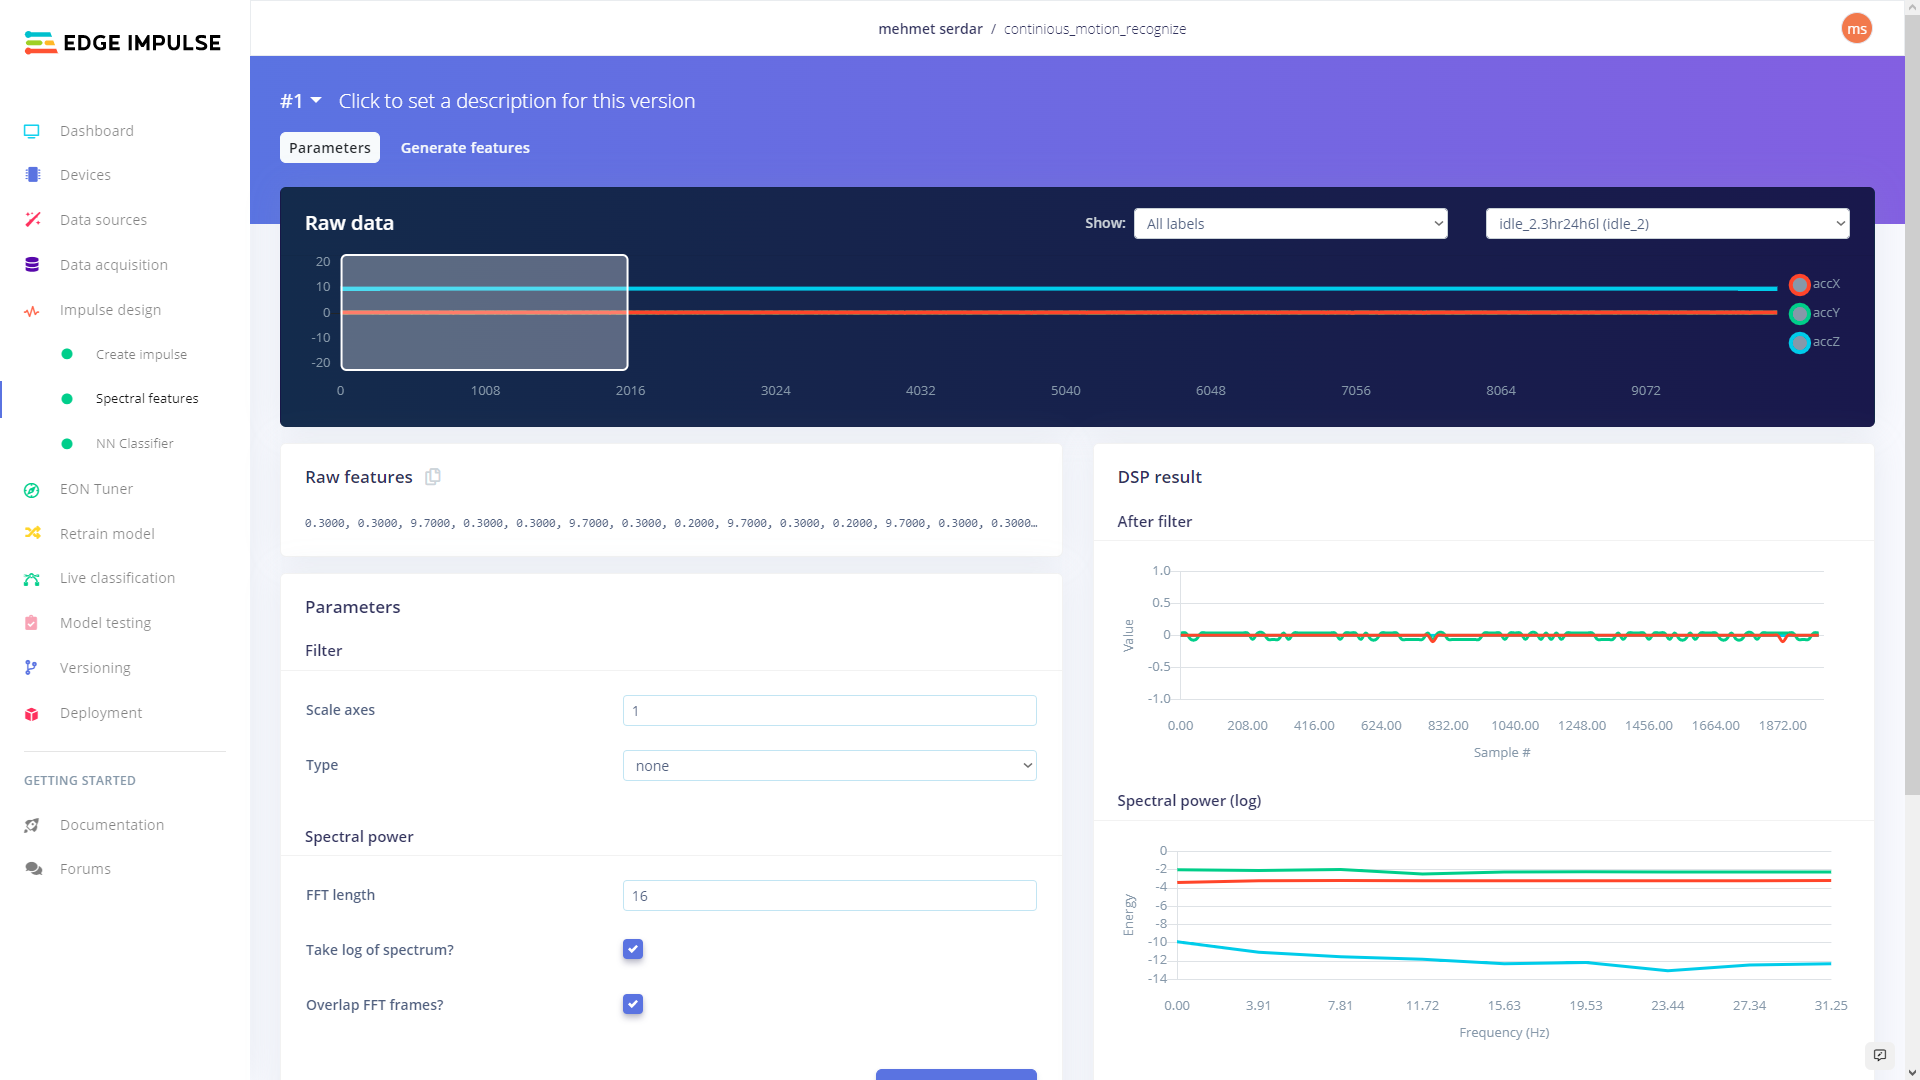 EDGE IMPULSE
mehmet serdar / continious_motion_recognize
ms
Dashboard
Devices
Data sources
Data acquisition
Impulse design
Create impulse
Spectral features
NN Classifier
EON Tuner
Retrain model
Live classification
Model testing
Versioning
Deployment
GETTING STARTED
Documentation
Forums
#1 Click to set a description for this version
Parameters Generate features
Raw data
Show: All labels idle_2.3hr24h6l (idle_2)
20
10
0
-10
-20
0 1008 2016 3024 4032 5040 6048 7056 8064 9072
accX
accY
accZ
Raw features
0.3000, 0.3000, 9.7000, 0.3000, 0.3000, 9.7000, 0.3000, 0.2000, 9.7000, 0.3000, 0.2000, 9.7000, 0.3000, 0.3000…
Parameters
Filter
Scale axes 1
Type none
Spectral power
FFT length 16
Take log of spectrum?
Overlap FFT frames?
DSP result
After filter
1.0
0.5
0
-0.5
-1.0
Value
0.00 208.00 416.00 624.00 832.00 1040.00 1248.00 1456.00 1664.00 1872.00
Sample #
Spectral power (log)
0
-2
-4
-6
-8
-10
-12
-14
Energy
0.00 3.91 7.81 11.72 15.63 19.53 23.44 27.34 31.25
Frequency (Hz)